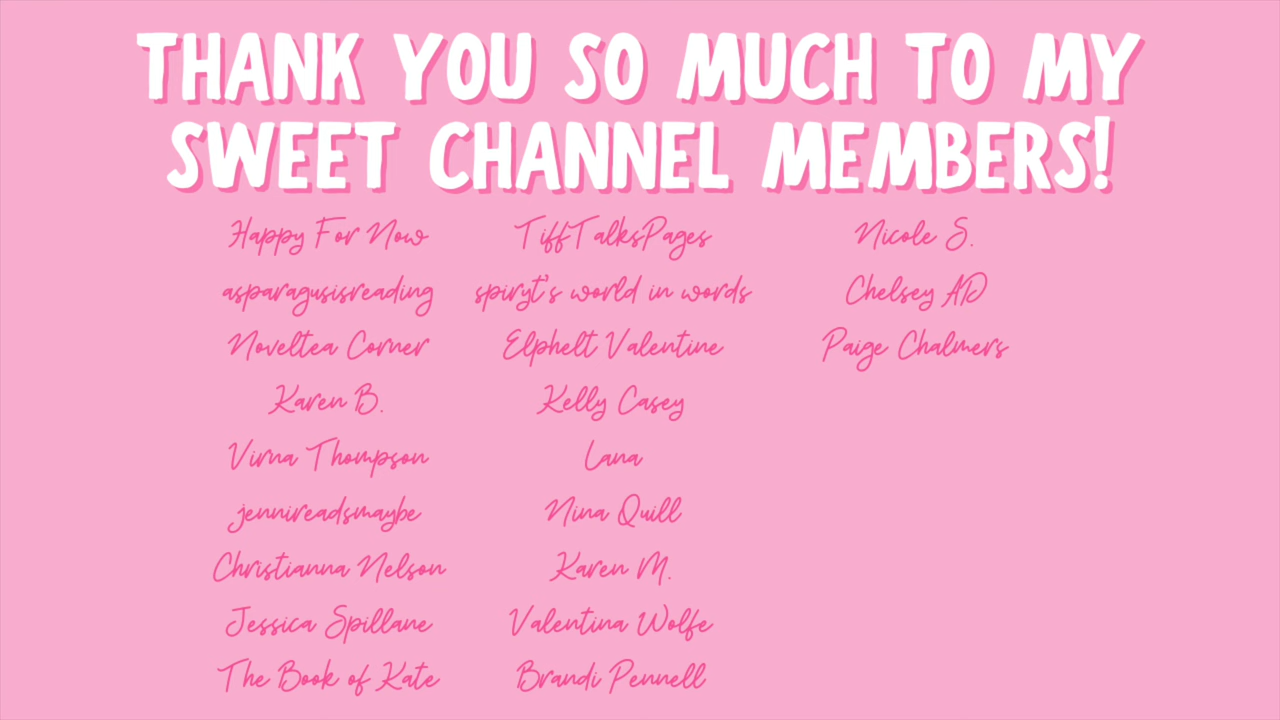 THANK YOU SO MUCH TO MY
SWEET CHANNEL MEMBERS!
Happy For Now
asparagusisreading
Noveltea Corner
Karen B.
Virna Thompson
jennireadsmaybe
Christianna Nelson
Jessica Spillane
The Book of Kate
TiffTalksPages
spiryt's world in words
Elphelt Valentine
Kelly Casey
Lana
Nina Quill
Karen M.
Valentina Wolfe
Brandi Pennell
Nicole S.
Chelsey AD
Paige Chalmers